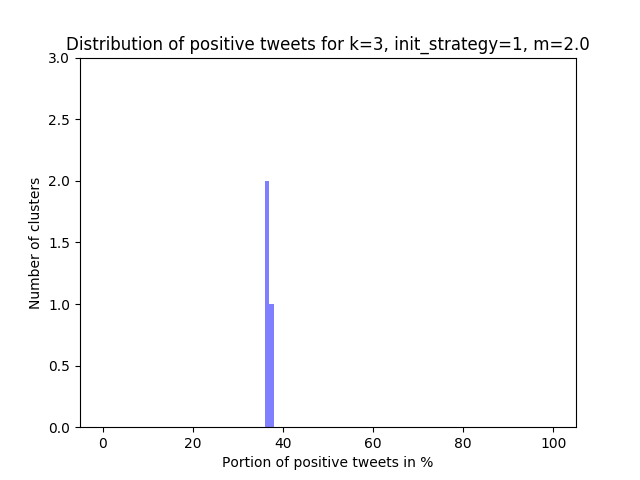 Distribution of positive tweets for k=3, init_strategy=1, m=2.0
3.0
2.5
2.0
1.5
1.0
0.5
0.0
Number of clusters
0 20 40 60 80 100
Portion of positive tweets in %